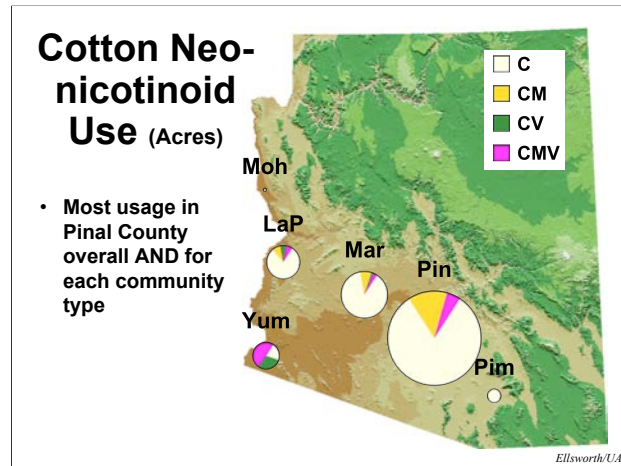 Cotton Neo-
nicotinoid
Use (Acres)
• Most usage in
Pinal County
overall AND for
each community
type
C
CM
CV
CMV
Moh
LaP
Mar
Pin
Yum
Pim
Ellsworth/UA